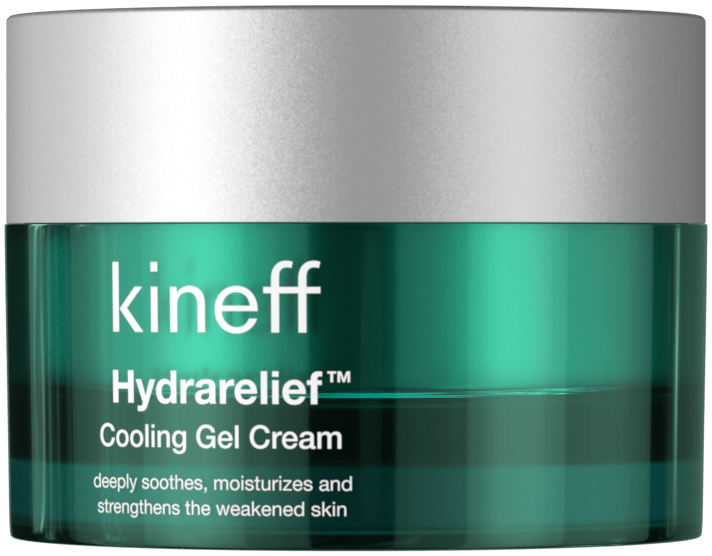 kineff
Hydrarelief™
Cooling Gel Cream
deeply soothes, moisturizes and
strengthens the weakened skin